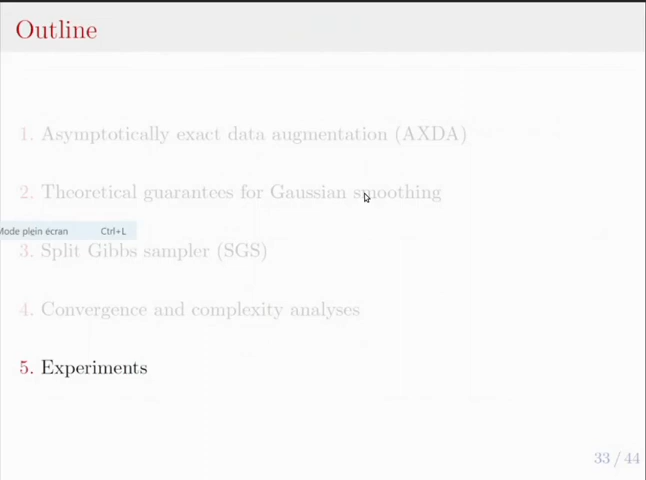 Outline
1. Asymptotically exact data augmentation (AXDA)
2. Theoretical guarantees for Gaussian smoothing
Mode plein écran Ctrl+L
3. Split Gibbs sampler (SGS)
4. Convergence and complexity analyses
5. Experiments
33 / 44